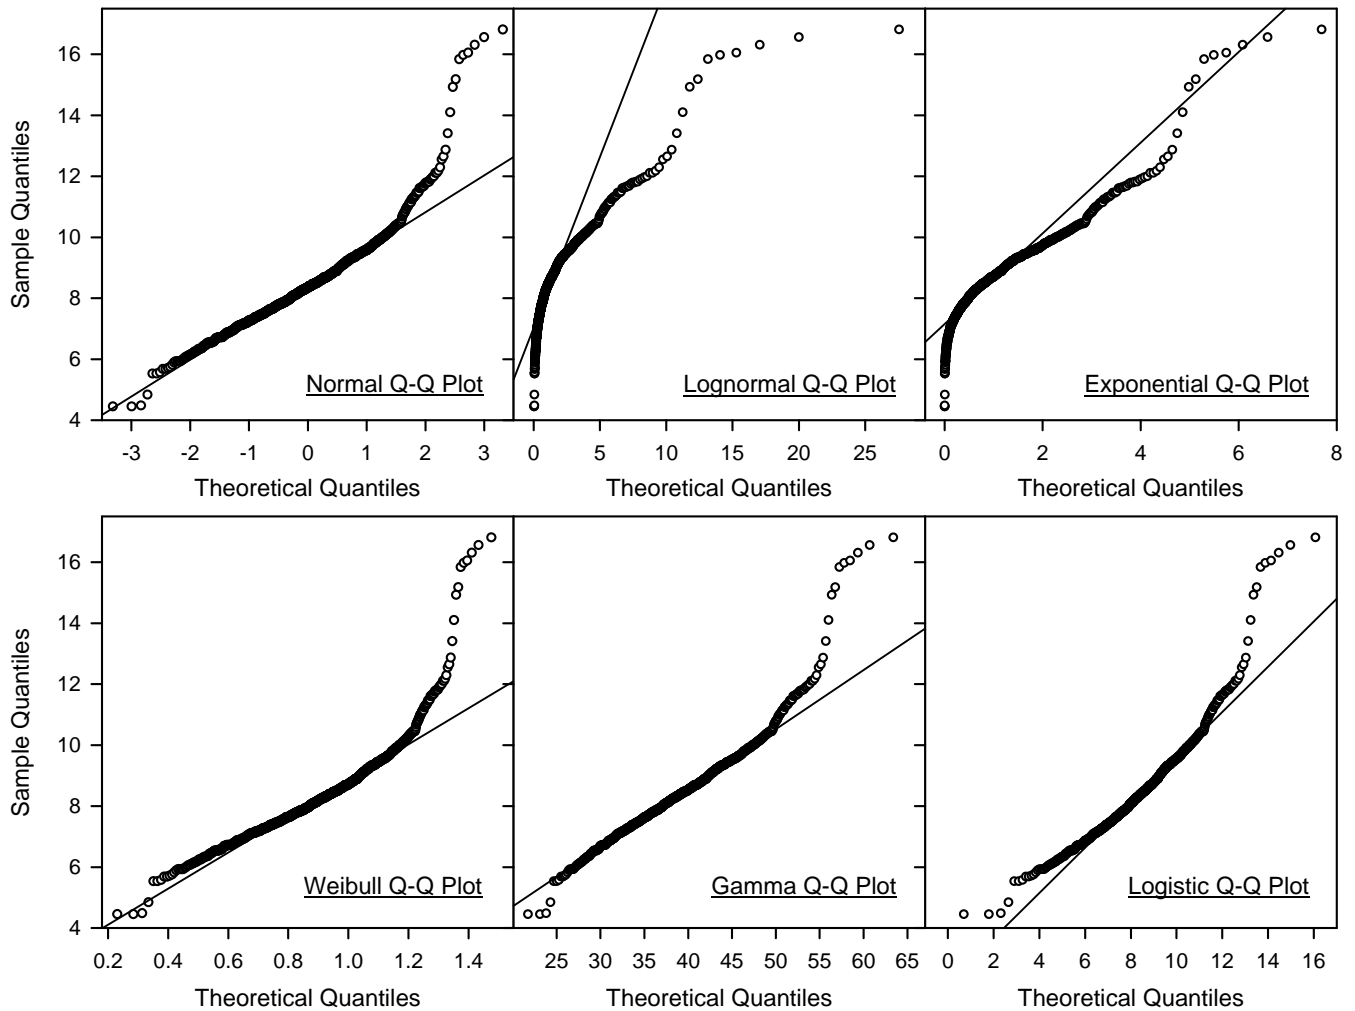 16
14
12
10
8
6
4
Sample Quantiles
Normal Q-Q Plot
Lognormal Q-Q Plot
Exponential Q-Q Plot
-3 -2 -1 0 1 2 3
0 5 10 15 20 25
0 2 4 6 8
Theoretical Quantiles
Theoretical Quantiles
Theoretical Quantiles
16
14
12
10
8
6
4
Sample Quantiles
Weibull Q-Q Plot
Gamma Q-Q Plot
Logistic Q-Q Plot
0.2 0.4 0.6 0.8 1.0 1.2 1.4
25 30 35 40 45 50 55 60 65
0 2 4 6 8 10 12 14 16
Theoretical Quantiles
Theoretical Quantiles
Theoretical Quantiles